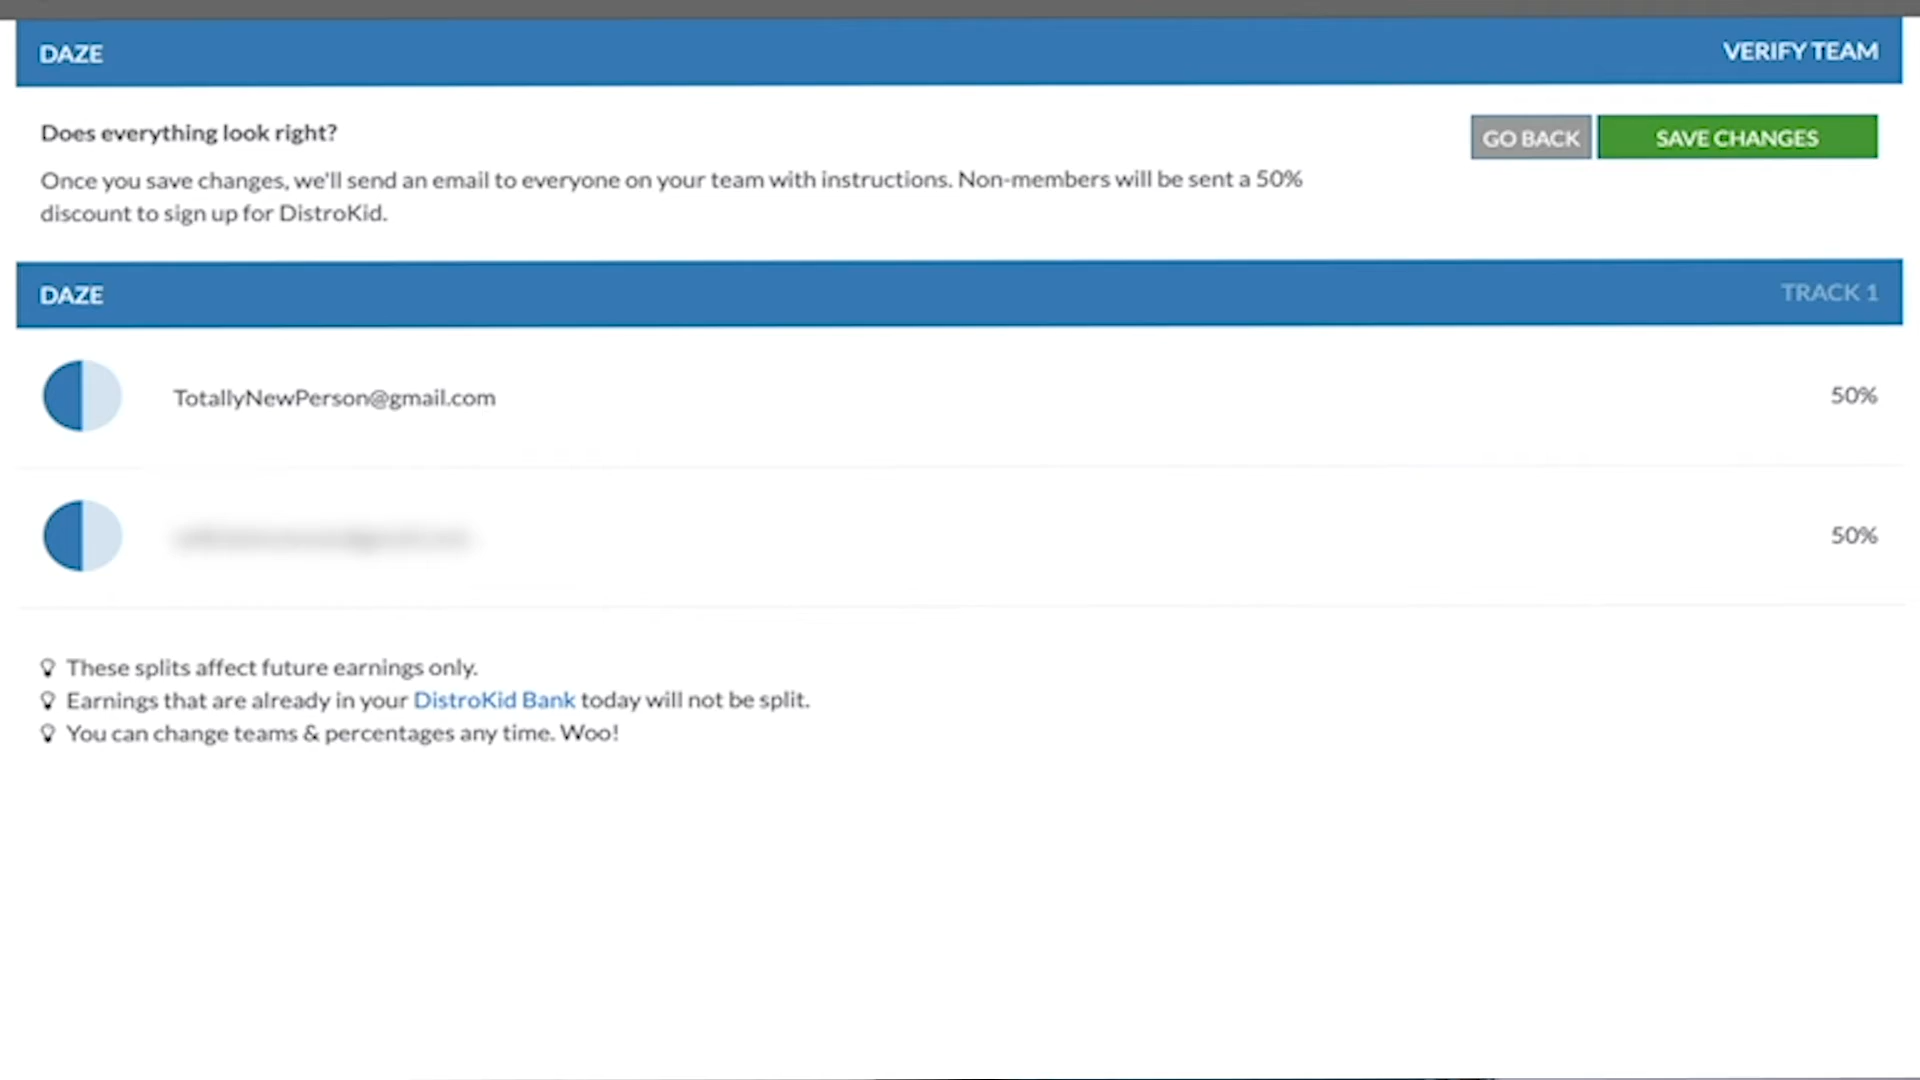 DAZE
VERIFY TEAM
Does everything look right?
GO BACK
SAVE CHANGES
Once you save changes, we'll send an email to everyone on your team with instructions. Non-members will be sent a 50%
discount to sign up for DistroKid.
DAZE
TRACK 1
TotallyNewPerson@gmail.com
50%
50%
These splits affect future earnings only.
Earnings that are already in your DistroKid Bank today will not be split.
You can change teams & percentages any time. Woo!